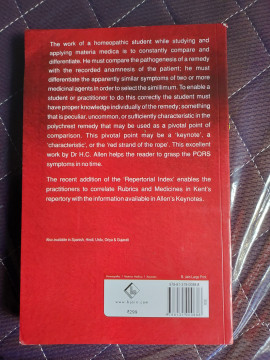 The work of a homeopathic student while studying and
applying materia medica is to constantly compare and
differentiate. He must compare the pathogenesis of a remedy
with the recorded anamnesis of the patient; he must
differentiate the apparently similar symptoms of two or more
medicinal agents in order to select the simillimum. To enable a
student or practitioner to do this correctly the student must
have proper knowledge individually of the remedy; something
that is peculiar, uncommon, or sufficiently characteristic in the
polychrest remedy that may be used as a pivotal point of
comparison. This pivotal point may be a 'keynote', a
'characteristic', or the 'red strand of the rope'. This excellent
work by Dr H.C. Allen helps the reader to grasp the PQRS
symptoms in no time.
The recent addition of the 'Repertorial Index' enables the
practitioners to correlate Rubrics and Medicines in Kent's
repertory with the information available in Allen's Keynotes.
Also available in Spanish, Hindi, Urdu,